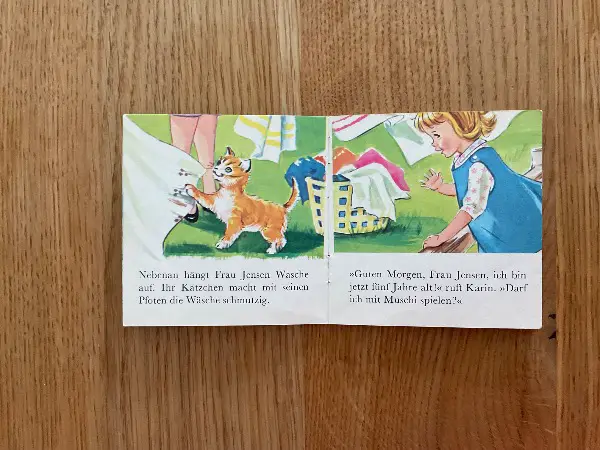 Nebenan hängt Frau Jensen Wäsche
auf. Ihr Kätzchen macht mit seinen
Pfoten die Wäsche schmutzig.
»Guten Morgen, Frau Jensen, ich bin
jetzt fünf Jahre alt!« ruft Karin. »Darf
ich mit Muschi spielen?«